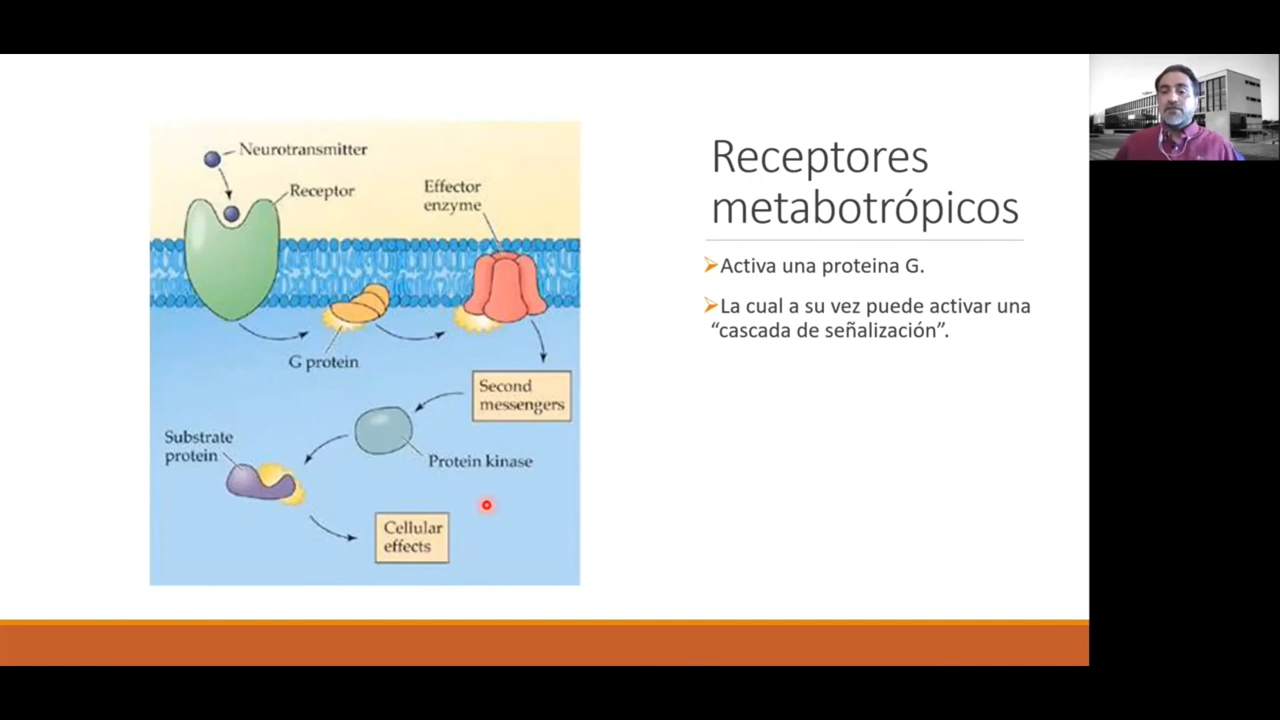 Neurotransmitter
Receptor
Effector
enzyme
G protein
Second
messengers
Substrate
protein
Protein kinase
Cellular
effects
Receptores
metabotrópicos
Activa una proteina G.
La cual a su vez puede activar una
“cascada de señalización”.